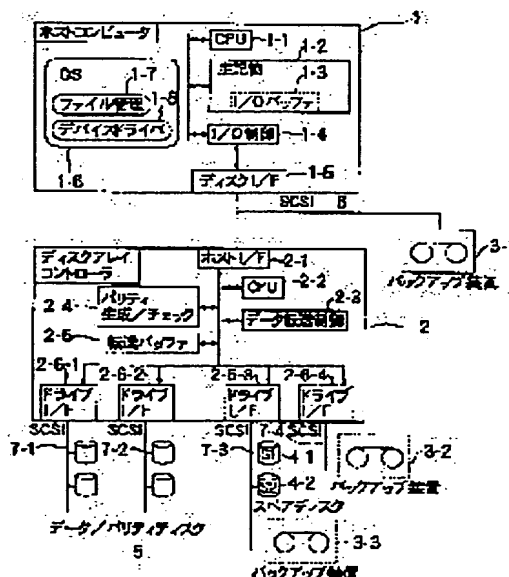 ホストコンピュータ
1
CPU
1-1
1-2
OS
1-7
1-3
ファイル管理
1-8
I/Oバッファ
デバイスドライバ
I/O制御
1-4
1-6
ディスクI/F
1-5
SCSI 6
3-
バックアップ装置
ディスクアレイ
コントローラ
ホストI/F
2-1
CPU
2-2
2-4
パリティ
生成/チェック
データ転送制御
2-3
2
2-5
転送バッファ
2-6-1
2-6-2
2-6-3
2-6-4
ドライブ
I/F
ドライブ
I/F
ドライブ
I/F
ドライブ
I/F
SCSI
SCSI
SCSI
7-4
SCSI
7-1
7-2
7-3
4-1
4-2
3-2
バックアップ装置
スペアディスク
データ/パリティディスク
5
3-3
バックアップ装置